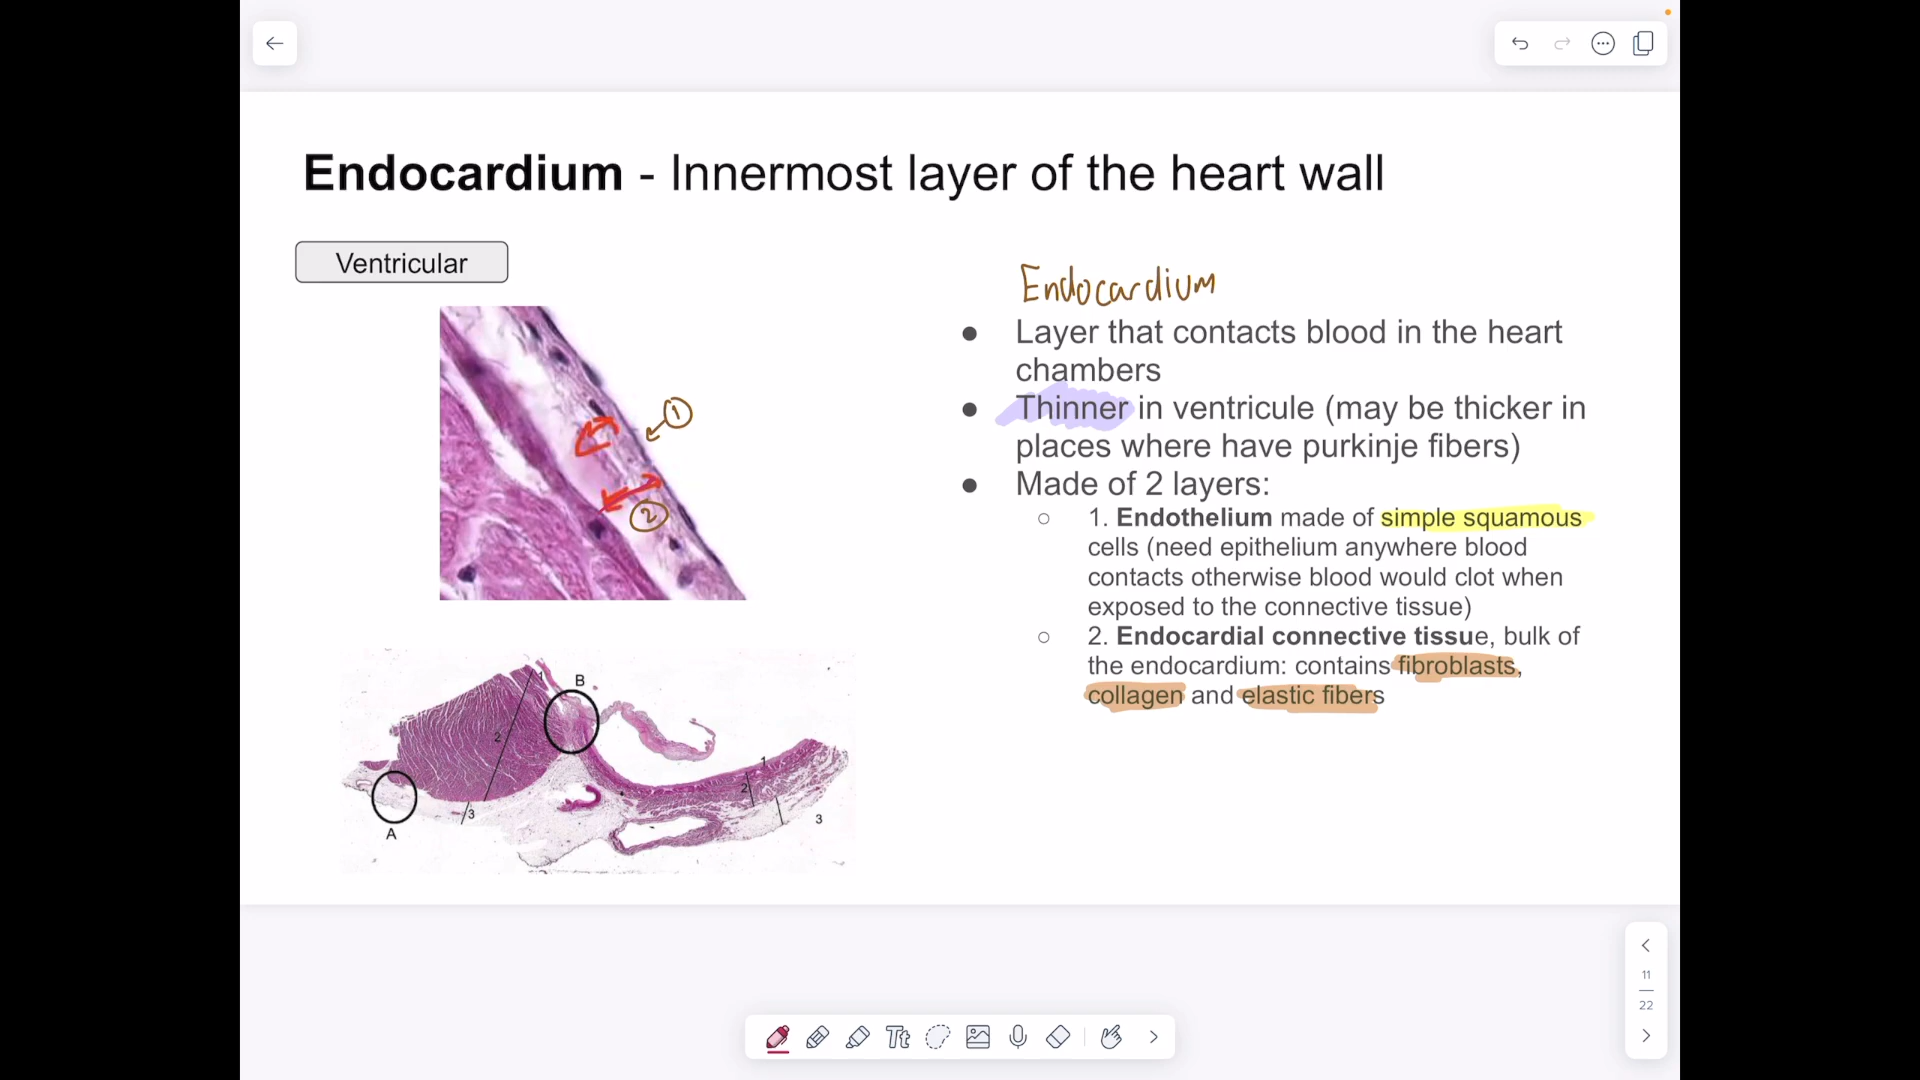 Endocardium - Innermost layer of the heart wall
Ventricular
1
2
B
1
2
3
A
1
2
3
Endocardium
● Layer that contacts blood in the heart
chambers
● Thinner in ventricule (may be thicker in
places where have purkinje fibers)
● Made of 2 layers:
○ 1. Endothelium made of simple squamous
cells (need epithelium anywhere blood
contacts otherwise blood would clot when
exposed to the connective tissue)
○ 2. Endocardial connective tissue, bulk of
the endocardium: contains fibroblasts,
collagen and elastic fibers
11
22
Tt